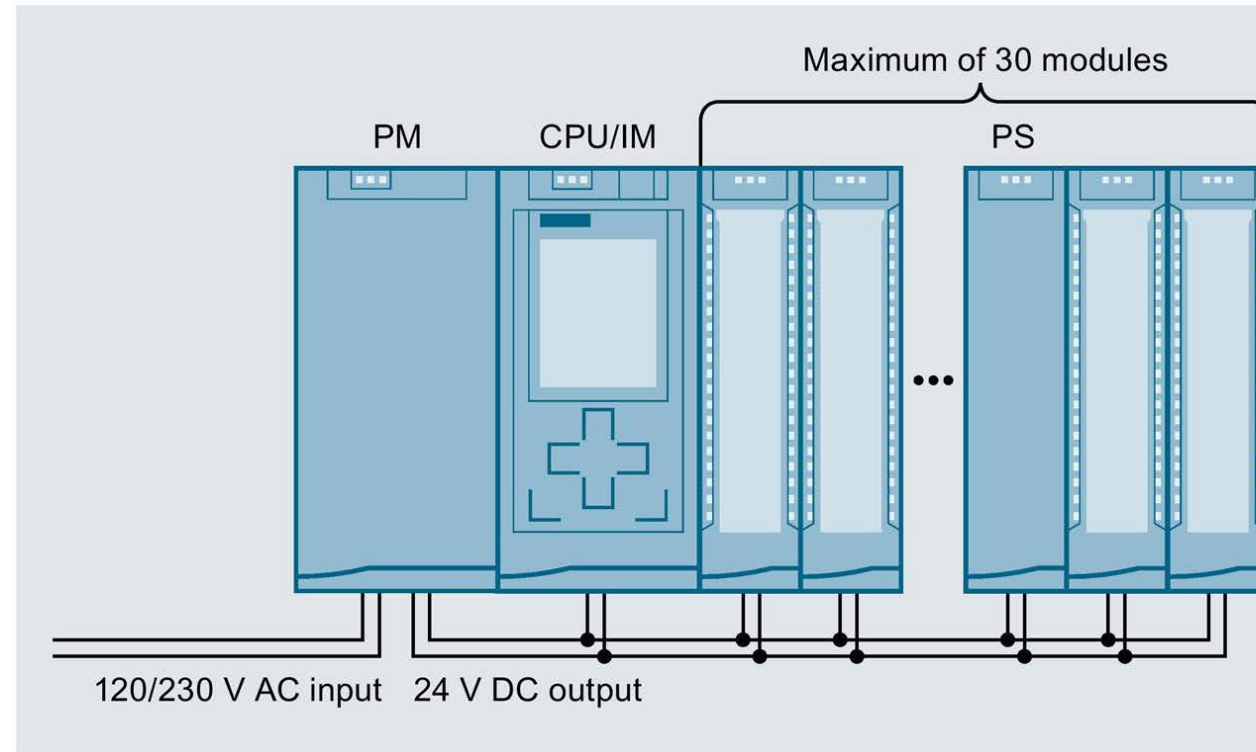 Maximum of 30 modules
PM CPU/IM PS
120/230 V AC input 24 V DC output